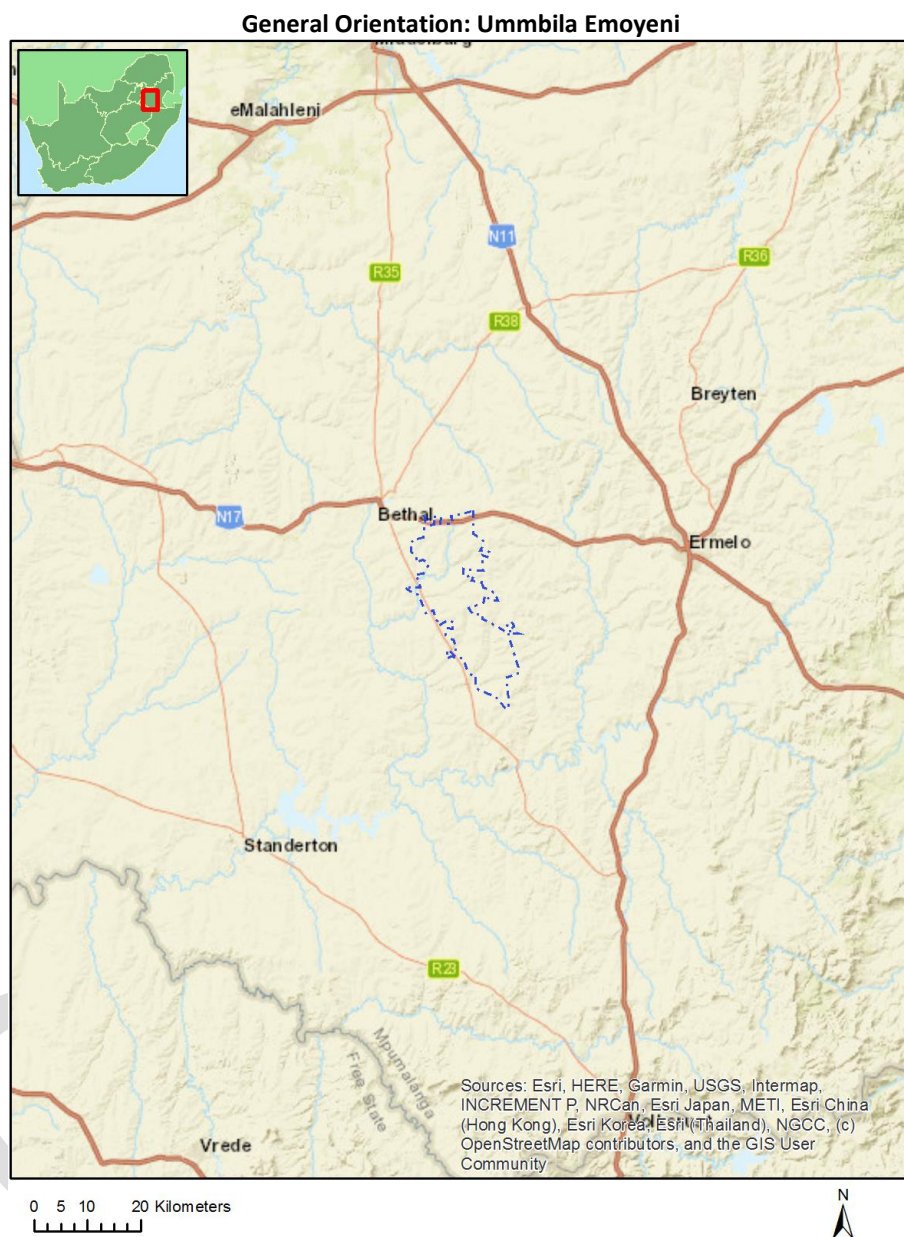 General Orientation: Ummbila Emoyeni
eMalahleni
N11
R35
R36
R38
Breyten
N17
Bethal
Ermelo
Standerton
R23
Mpumalanga
Free State
Sources: Esri, HERE, Garmin, USGS, Intermap,
INCREMENT P, NRCan, Esri Japan, METI, Esri China
(Hong Kong), Esri Korea, Esri (Thailand), NGCC, (c)
OpenStreetMap contributors, and the GIS User
Community
Vrede
0 5 10 20 Kilometers
N